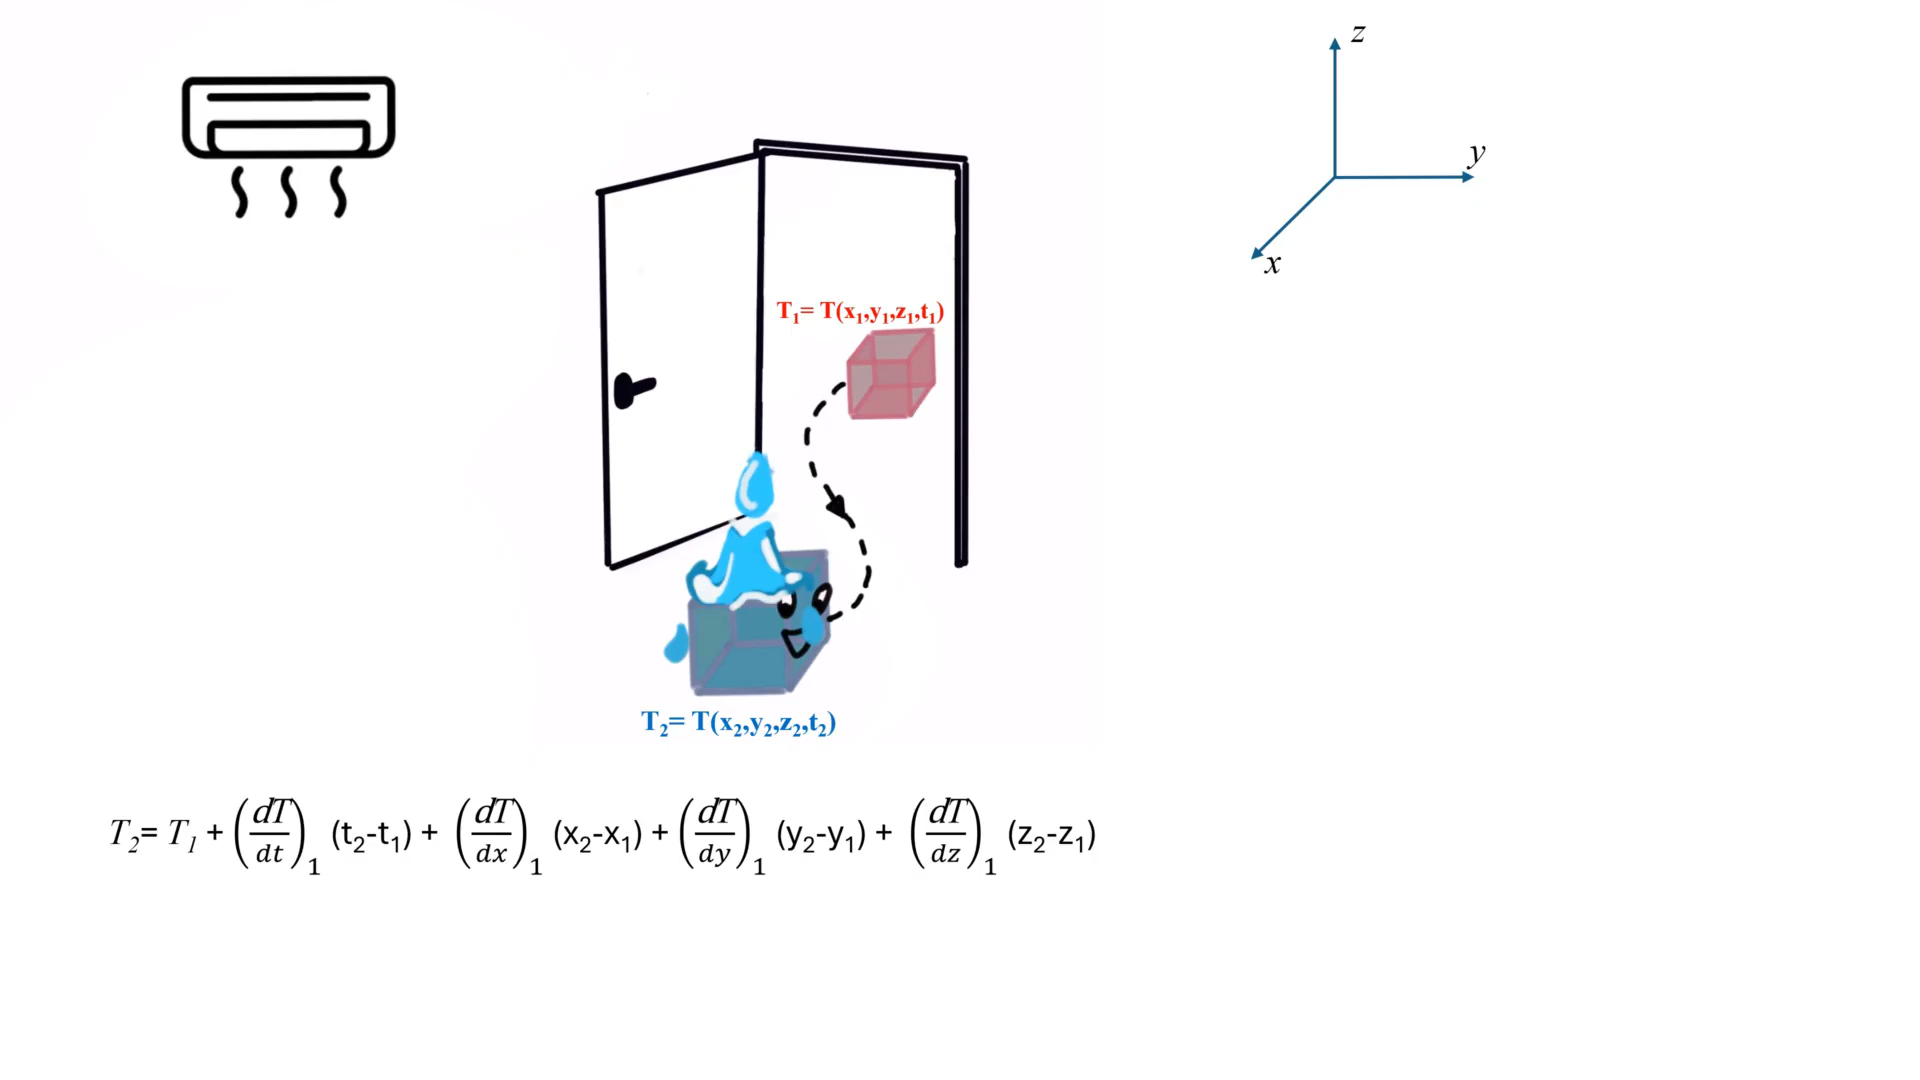 z
y
x
T₁= T(x₁,y₁,z₁,t₁)
T₂= T(x₂,y₂,z₂,t₂)
T₂= T₁ + (dT/dt)₁ (t₂-t₁) + (dT/dx)₁ (x₂-x₁) + (dT/dy)₁ (y₂-y₁) + (dT/dz)₁ (z₂-z₁)